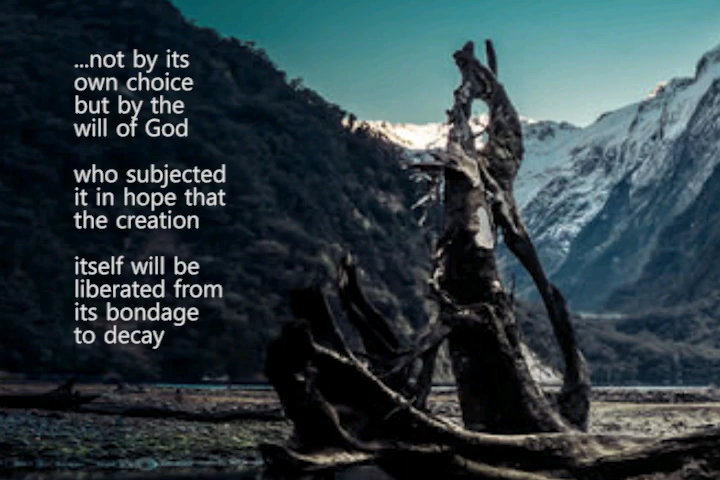 ...not by its
own choice
but by the
will of God
who subjected
it in hope that
the creation
itself will be
liberated from
its bondage
to decay